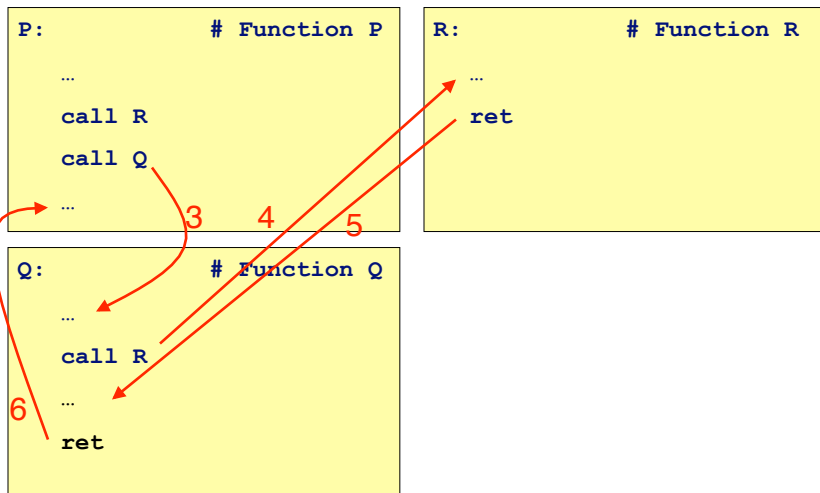 P: # Function P
…
call R
call Q
…
R: # Function R
…
ret
3
4
5
Q: # Function Q
…
call R
…
6
ret